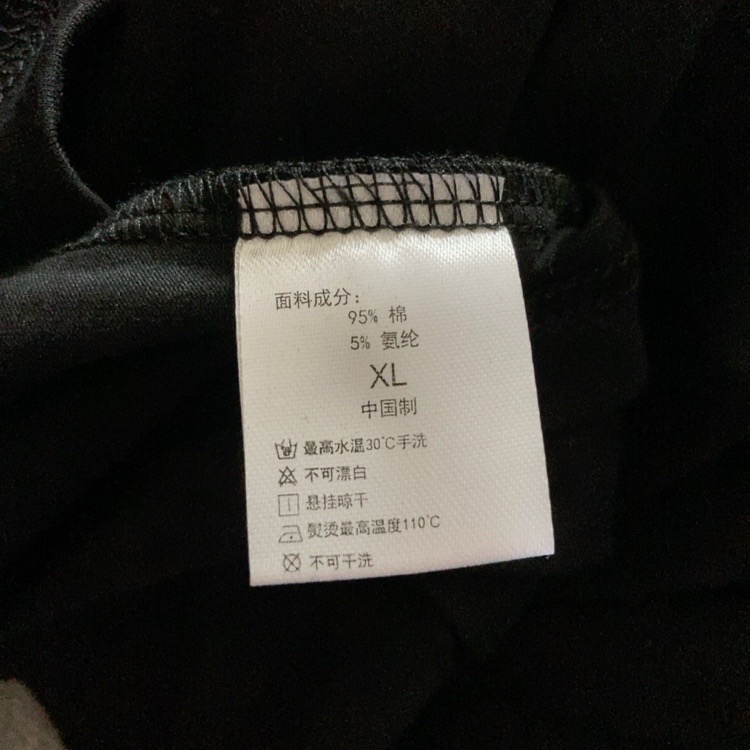 面料成分:
95% 棉
5% 氨纶
XL
中国制
最高水温30°C手洗
不可漂白
悬挂晾干
熨烫最高温度110°C
不可干洗